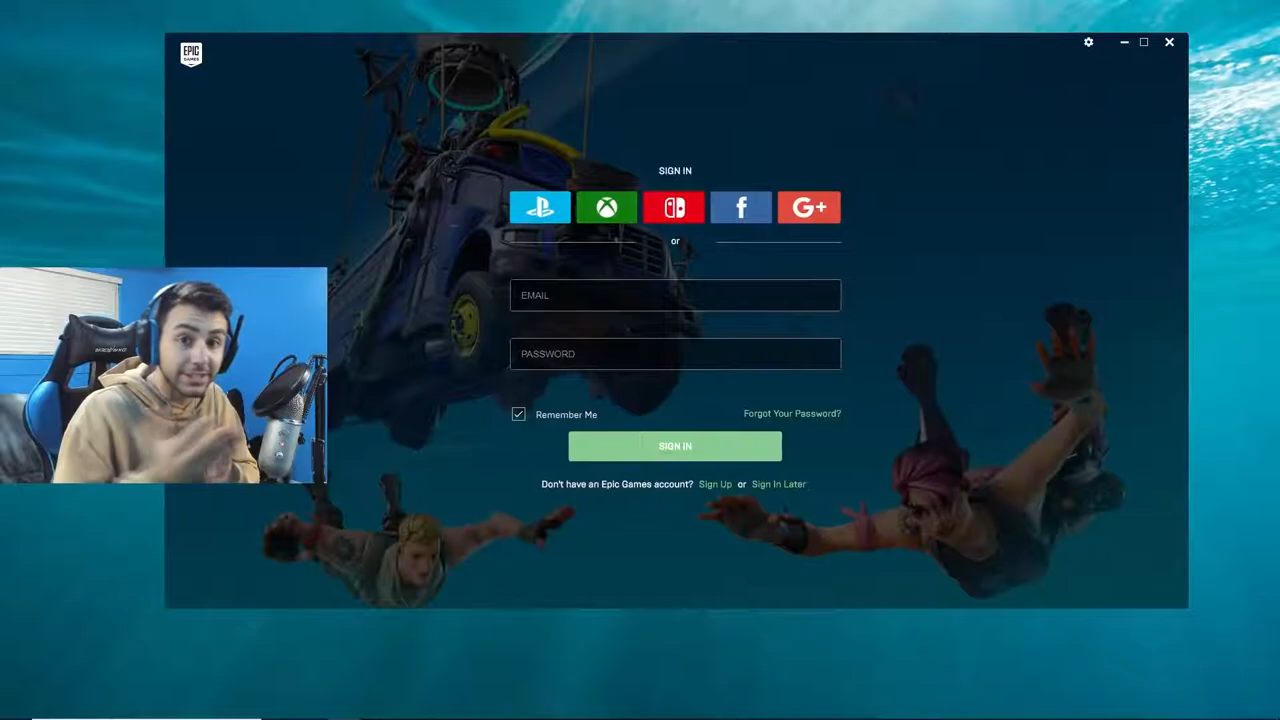 EPIC
GAMES
SIGN IN
G+
or
EMAIL
PASSWORD
Remember Me
Forgot Your Password?
SIGN IN
Don't have an Epic Games account? Sign Up or Sign In Later